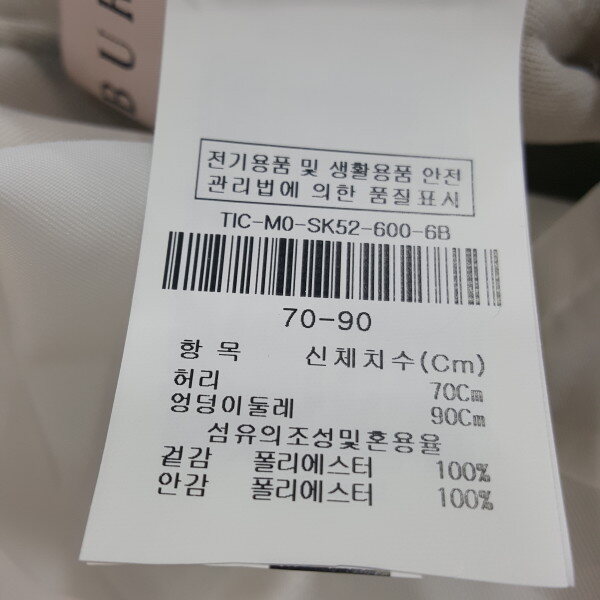 BUR
전기용품 및 생활용품 안전
관리법에 의한 품질표시
TIC-M0-SK52-600-6B
70-90
항 목 신체치수(Cm)
허리 70Cm
엉덩이둘레 90Cm
섬유의조성및혼용율
겉감 폴리에스터 100%
안감 폴리에스터 100%